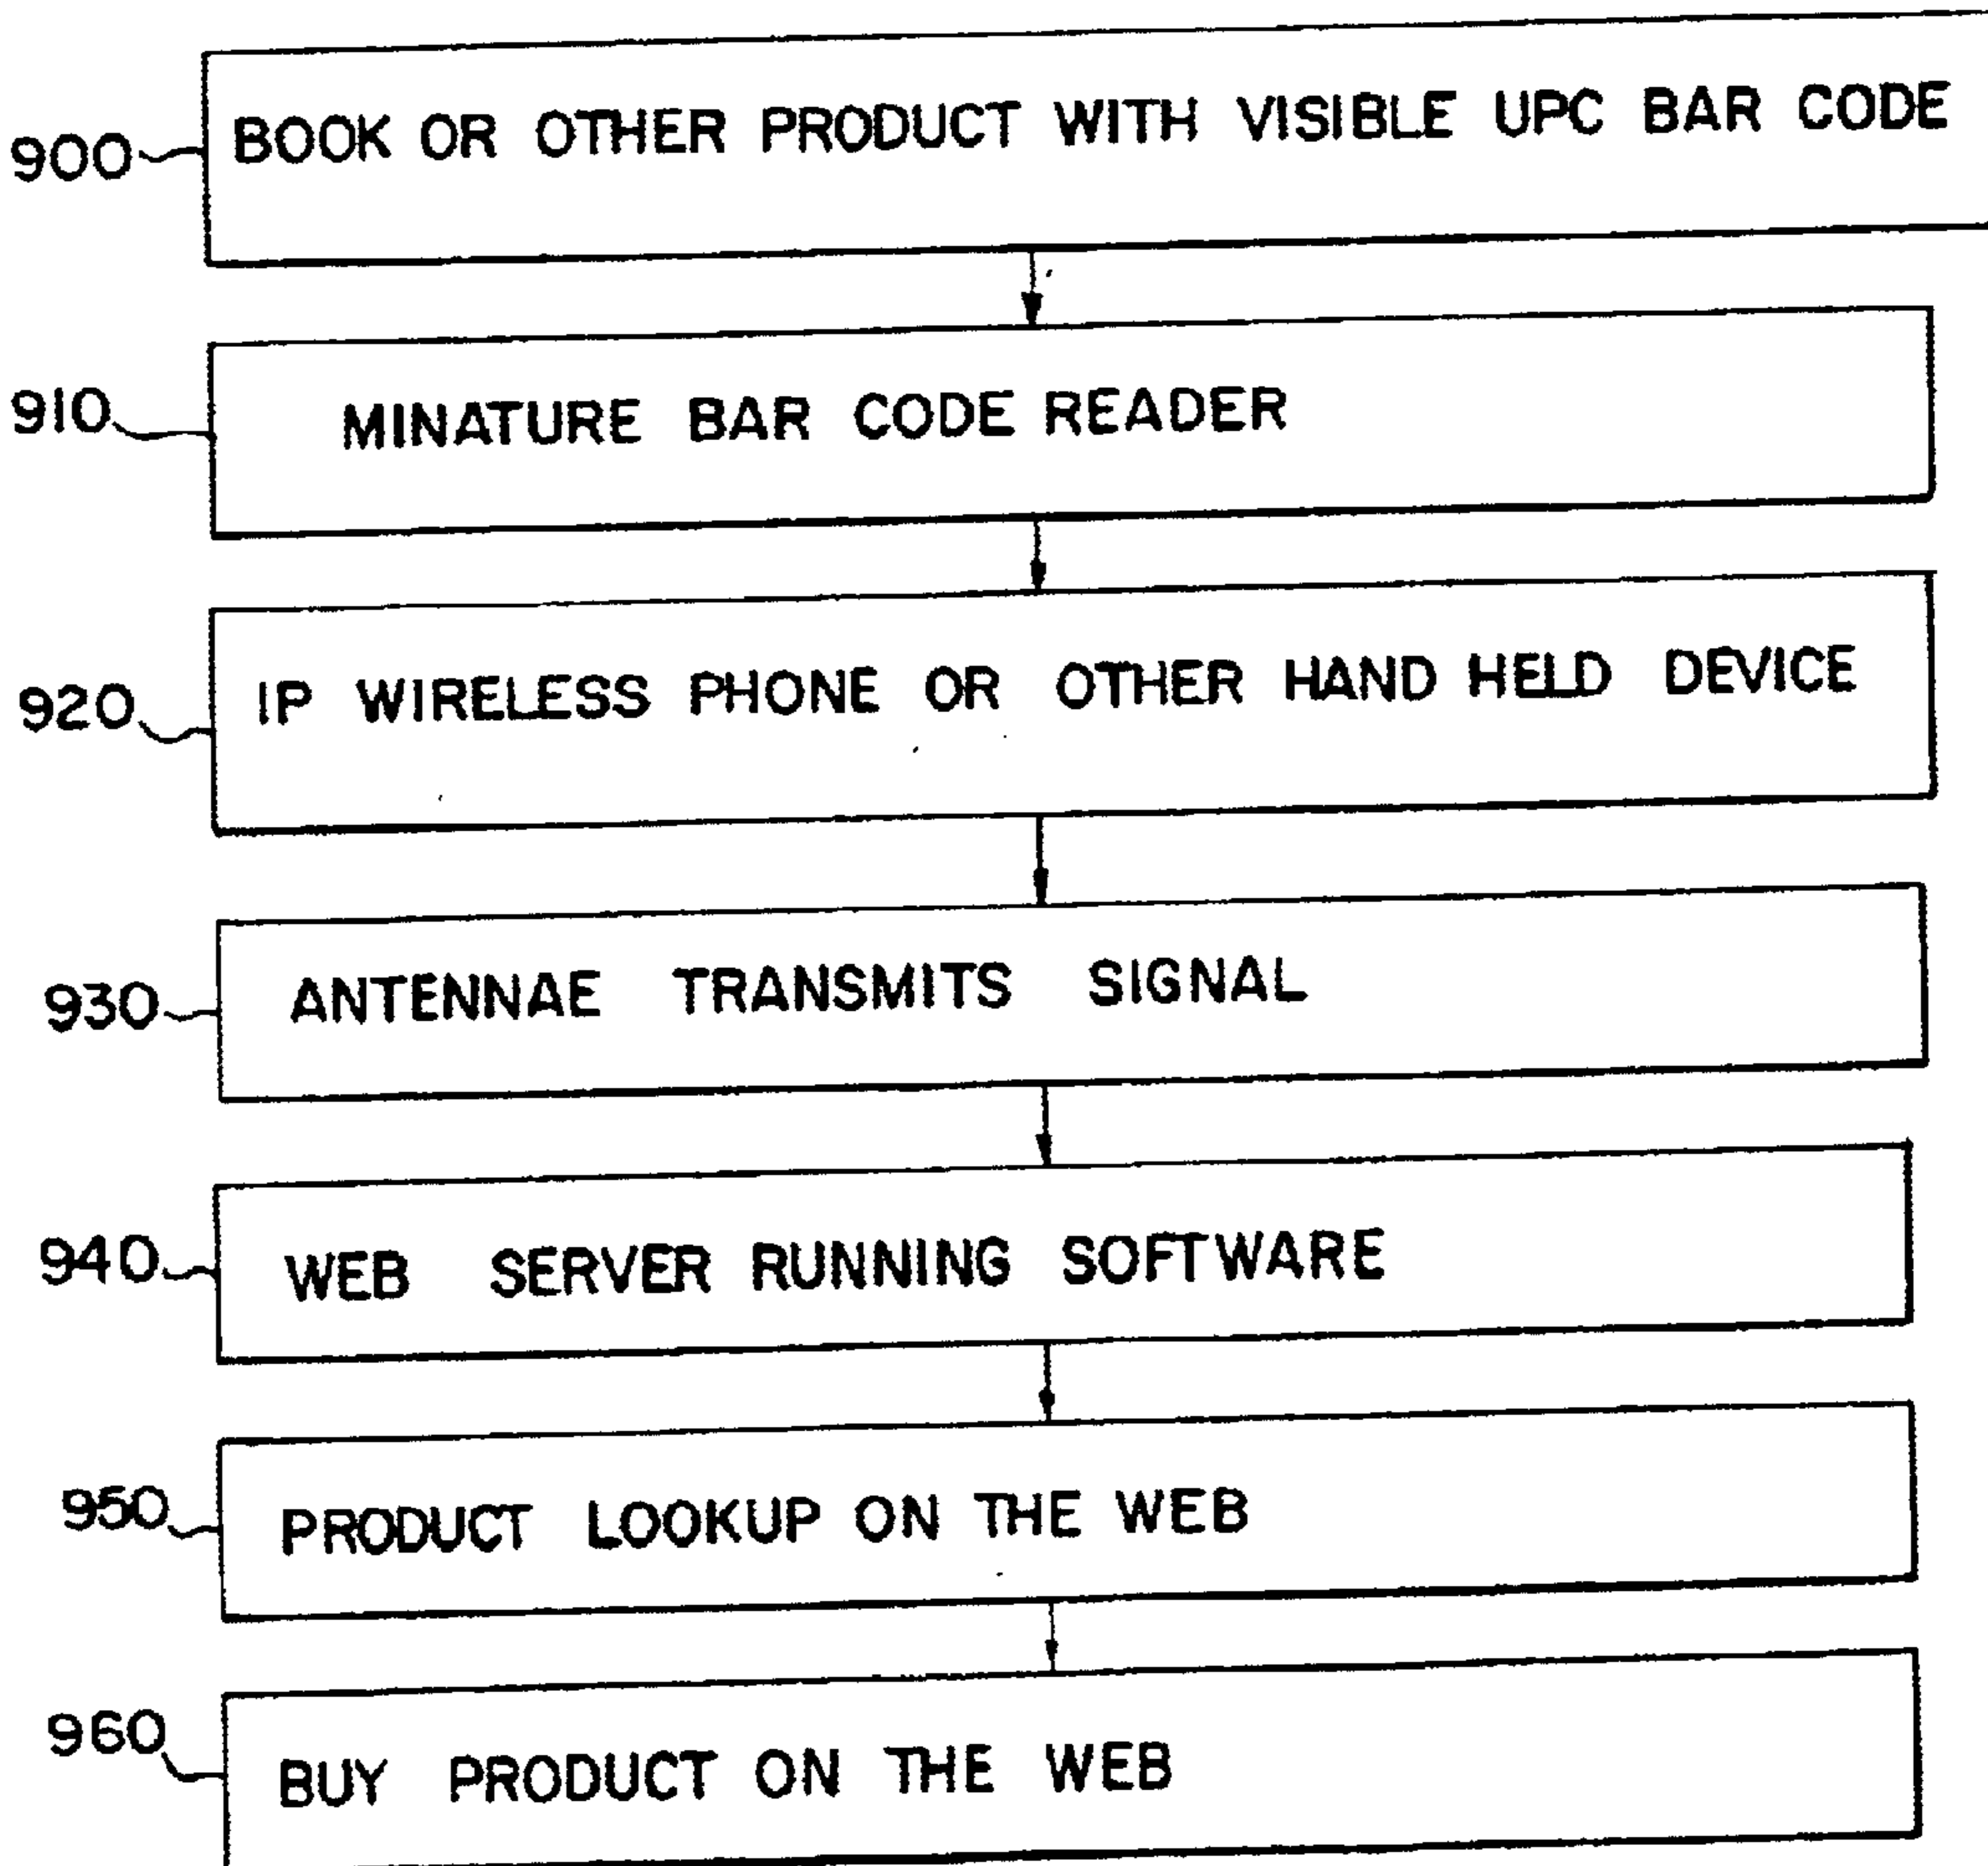 900 BOOK OR OTHER PRODUCT WITH VISIBLE UPC BAR CODE
910 MINATURE BAR CODE READER
920 IP WIRELESS PHONE OR OTHER HAND HELD DEVICE
930 ANTENNAE TRANSMITS SIGNAL
940 WEB SERVER RUNNING SOFTWARE
950 PRODUCT LOOKUP ON THE WEB
960 BUY PRODUCT ON THE WEB